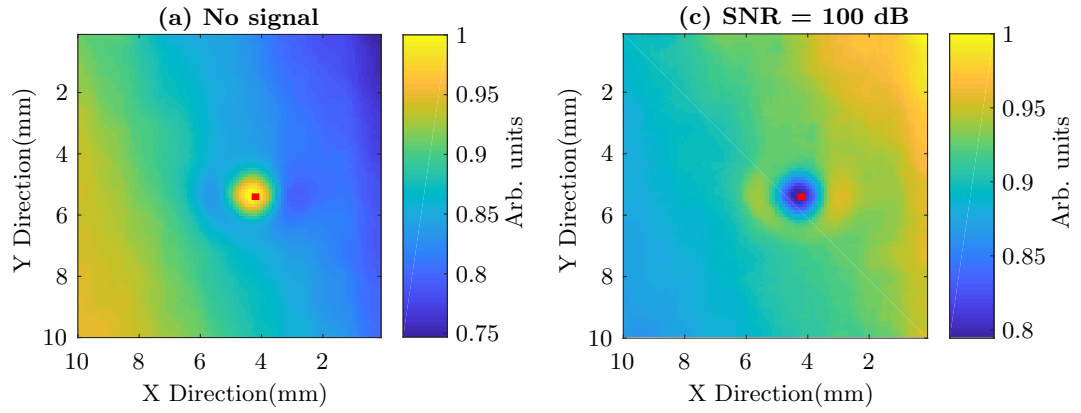 (a) No signal
(c) SNR = 100 dB
2
4
6
8
10
10 8 6 4 2
Y Direction(mm)
X Direction(mm)
1
0.95
0.9
0.85
0.8
0.75
Arb. units
2
4
6
8
10
10 8 6 4 2
Y Direction(mm)
X Direction(mm)
1
0.95
0.9
0.85
0.8
Arb. units